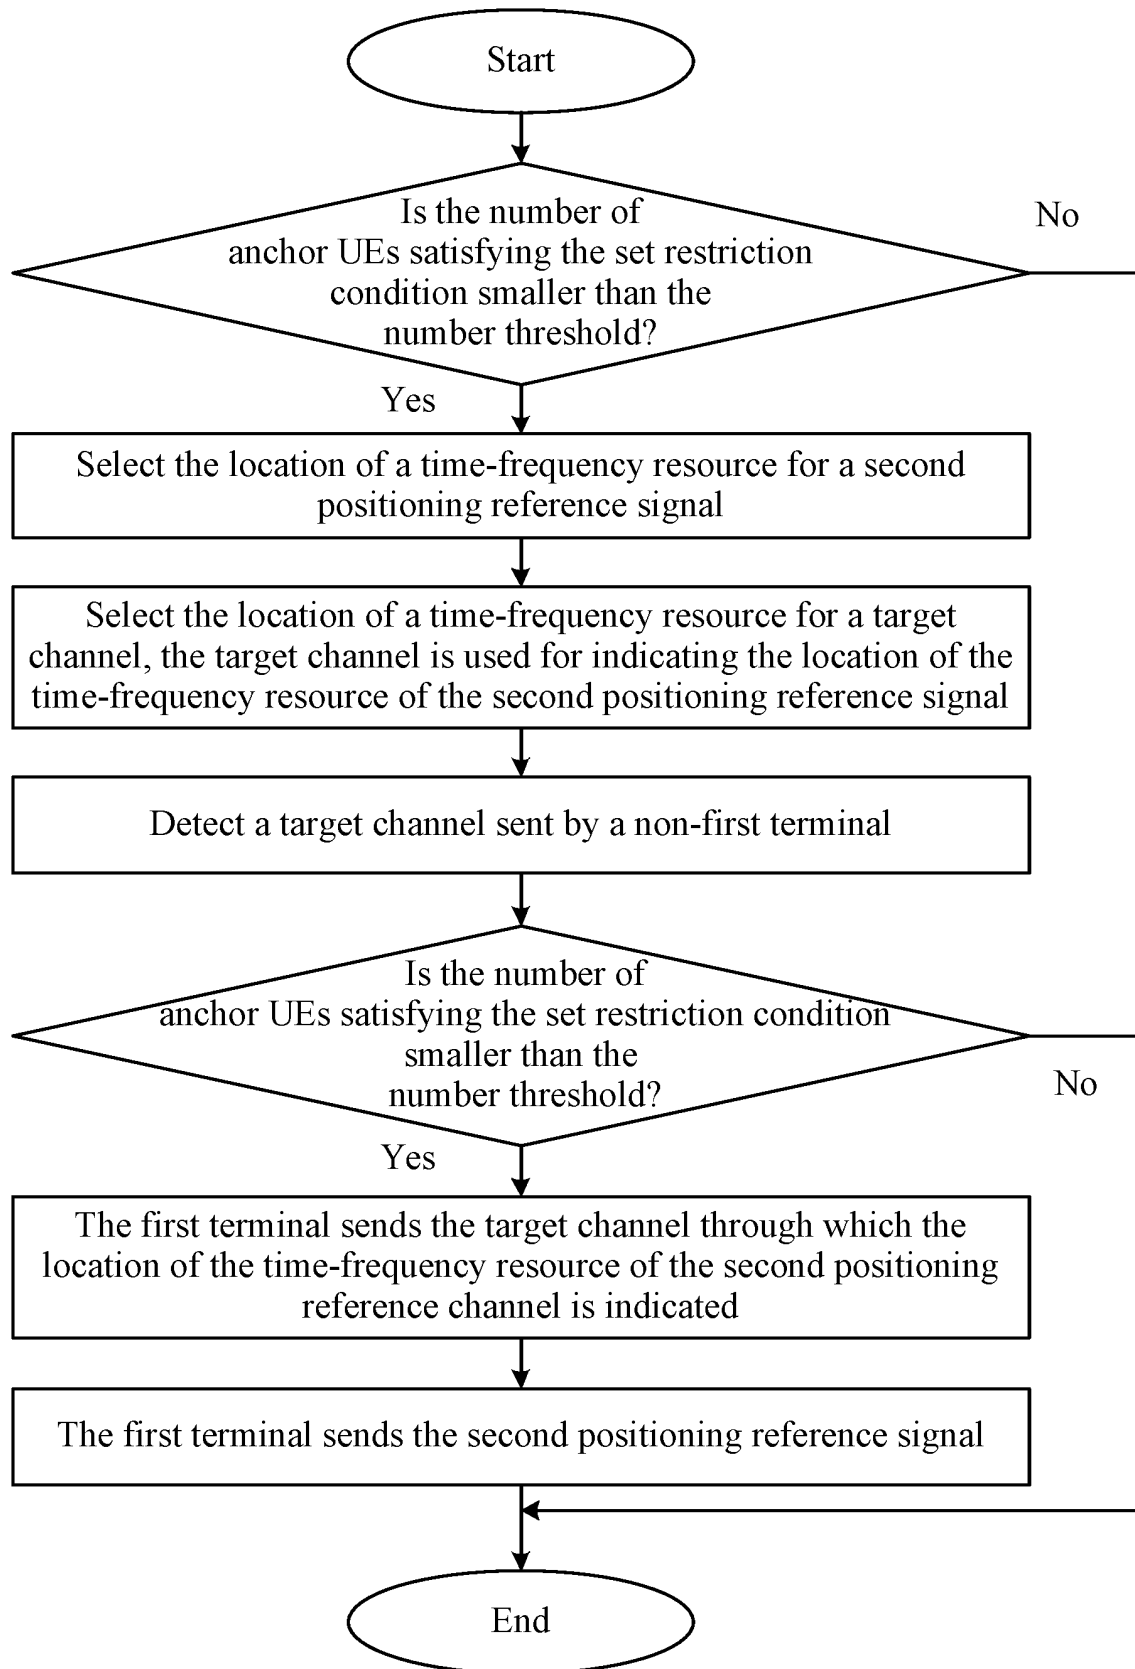 Start
Is the number of
anchor UEs satisfying the set restriction
condition smaller than the
number threshold?
No
Yes
Select the location of a time-frequency resource for a second
positioning reference signal
Select the location of a time-frequency resource for a target
channel, the target channel is used for indicating the location of the
time-frequency resource of the second positioning reference signal
Detect a target channel sent by a non-first terminal
Is the number of
anchor UEs satisfying the set restriction condition
smaller than the
number threshold?
No
Yes
The first terminal sends the target channel through which the
location of the time-frequency resource of the second positioning
reference channel is indicated
The first terminal sends the second positioning reference signal
End